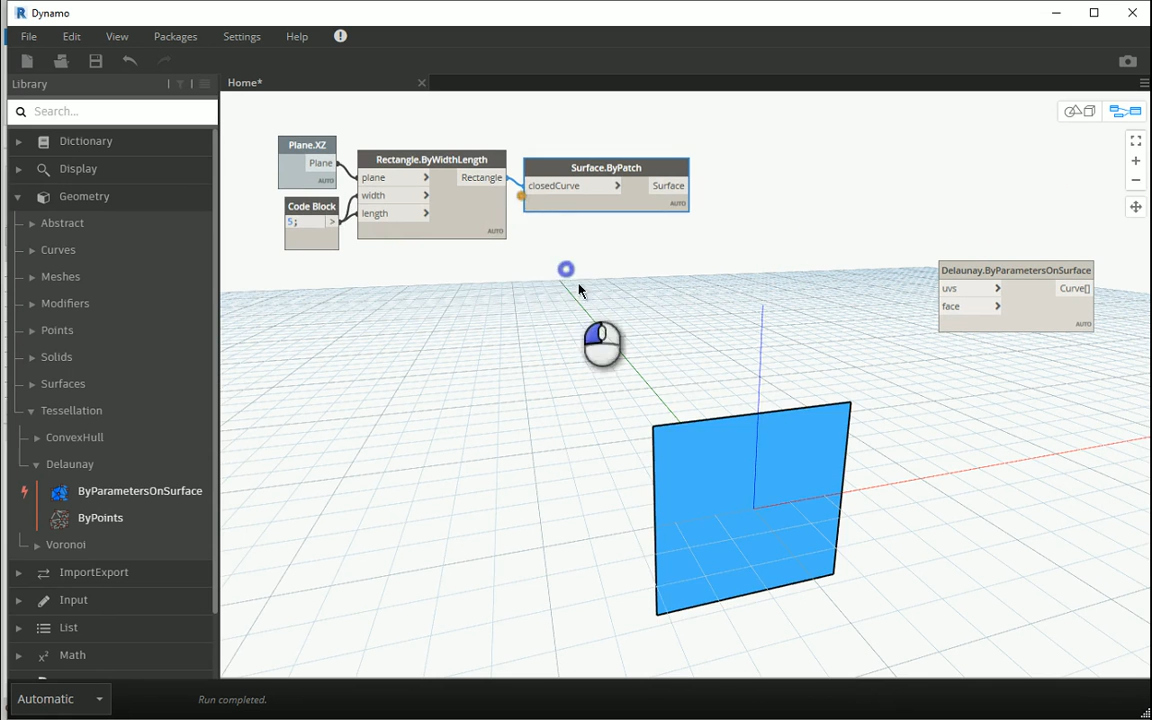 Dynamo
File Edit View Packages Settings Help
Library
Home*
Search...
Dictionary
Display
Geometry
Abstract
Curves
Meshes
Modifiers
Points
Solids
Surfaces
Tessellation
ConvexHull
Delaunay
ByParametersOnSurface
ByPoints
Voronoi
ImportExport
Input
List
Math
Automatic
Run completed.
Plane.XZ
Plane
AUTO
Code Block
5;
>
Rectangle.ByWidthLength
plane > Rectangle
width >
length >
AUTO
Surface.ByPatch
closedCurve > Surface
AUTO
Delaunay.ByParametersOnSurface
uvs > Curve[]
face >
AUTO